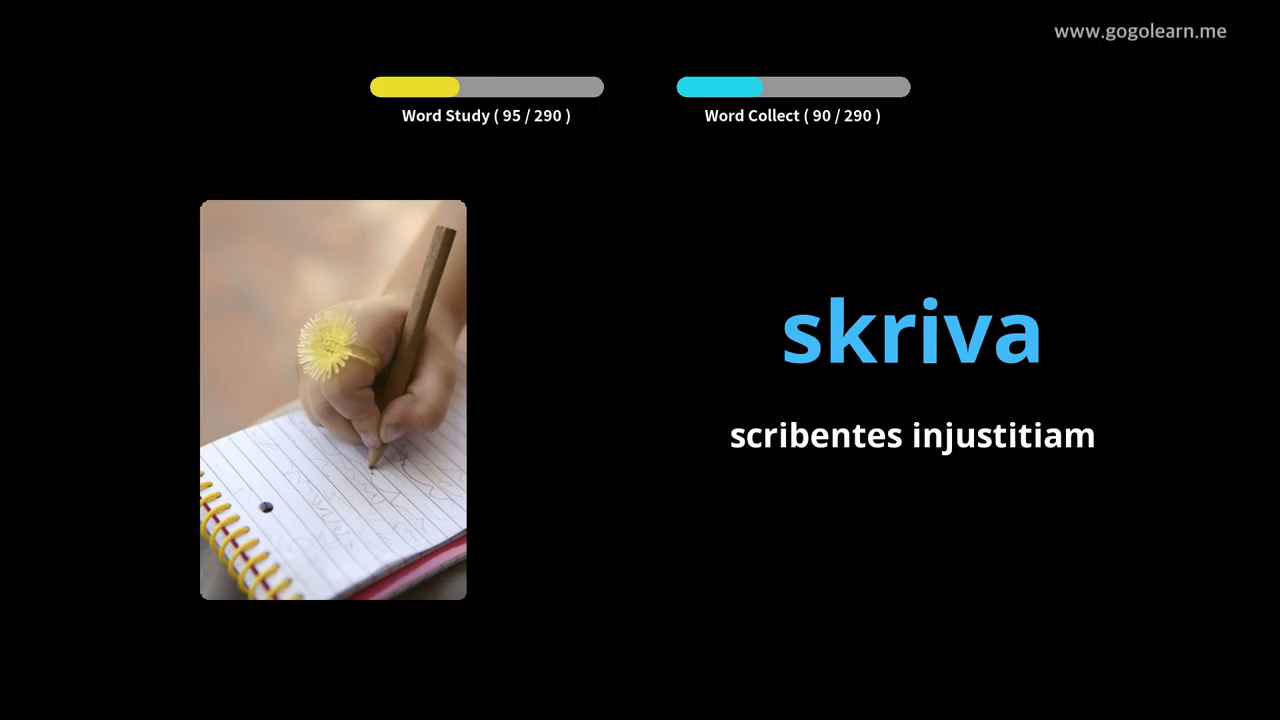 www.gogolearn.me
Word Study ( 95 / 290 )
Word Collect ( 90 / 290 )
skriva
scribentes injustitiam